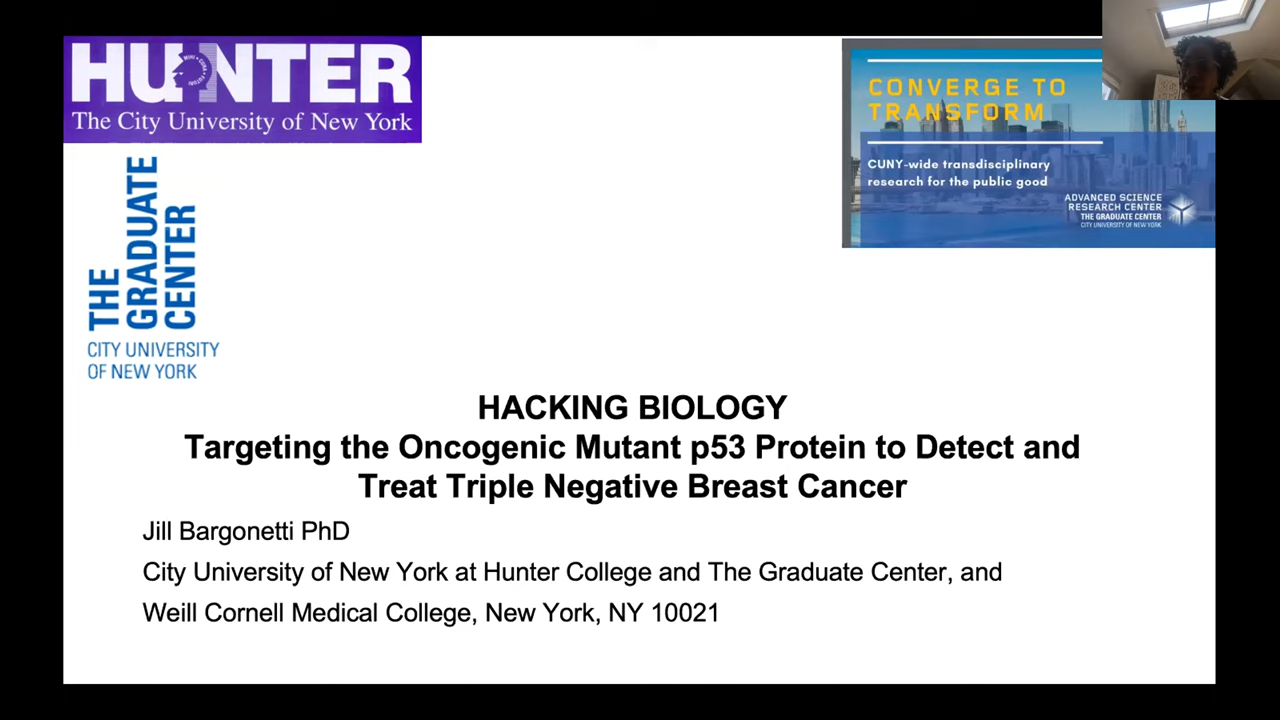 HUNTER
The City University of New York
THE
GRADUATE
CENTER
CITY UNIVERSITY
OF NEW YORK
CONVERGE TO
TRANSFORM
CUNY-wide transdisciplinary
research for the public good
ADVANCED SCIENCE
RESEARCH CENTER
THE GRADUATE CENTER
CITY UNIVERSITY OF NEW YORK
HACKING BIOLOGY
Targeting the Oncogenic Mutant p53 Protein to Detect and
Treat Triple Negative Breast Cancer
Jill Bargonetti PhD
City University of New York at Hunter College and The Graduate Center, and
Weill Cornell Medical College, New York, NY 10021